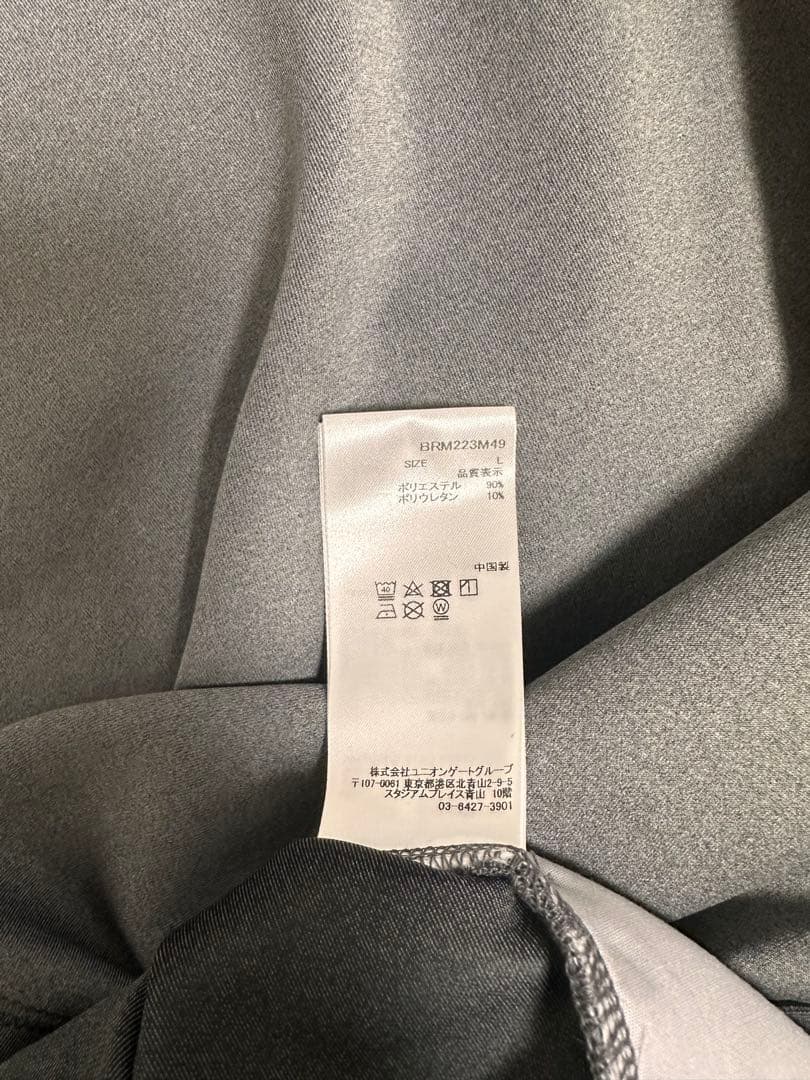 BRM223M49
SIZE L
品質表示
ポリエステル 90%
ポリウレタン 10%
中国製
40
W
株式会社ユニオンゲートグループ
〒107-0061 東京都港区北青山2-9-5
スタジアムプレイス青山 10階
03-6427-3901